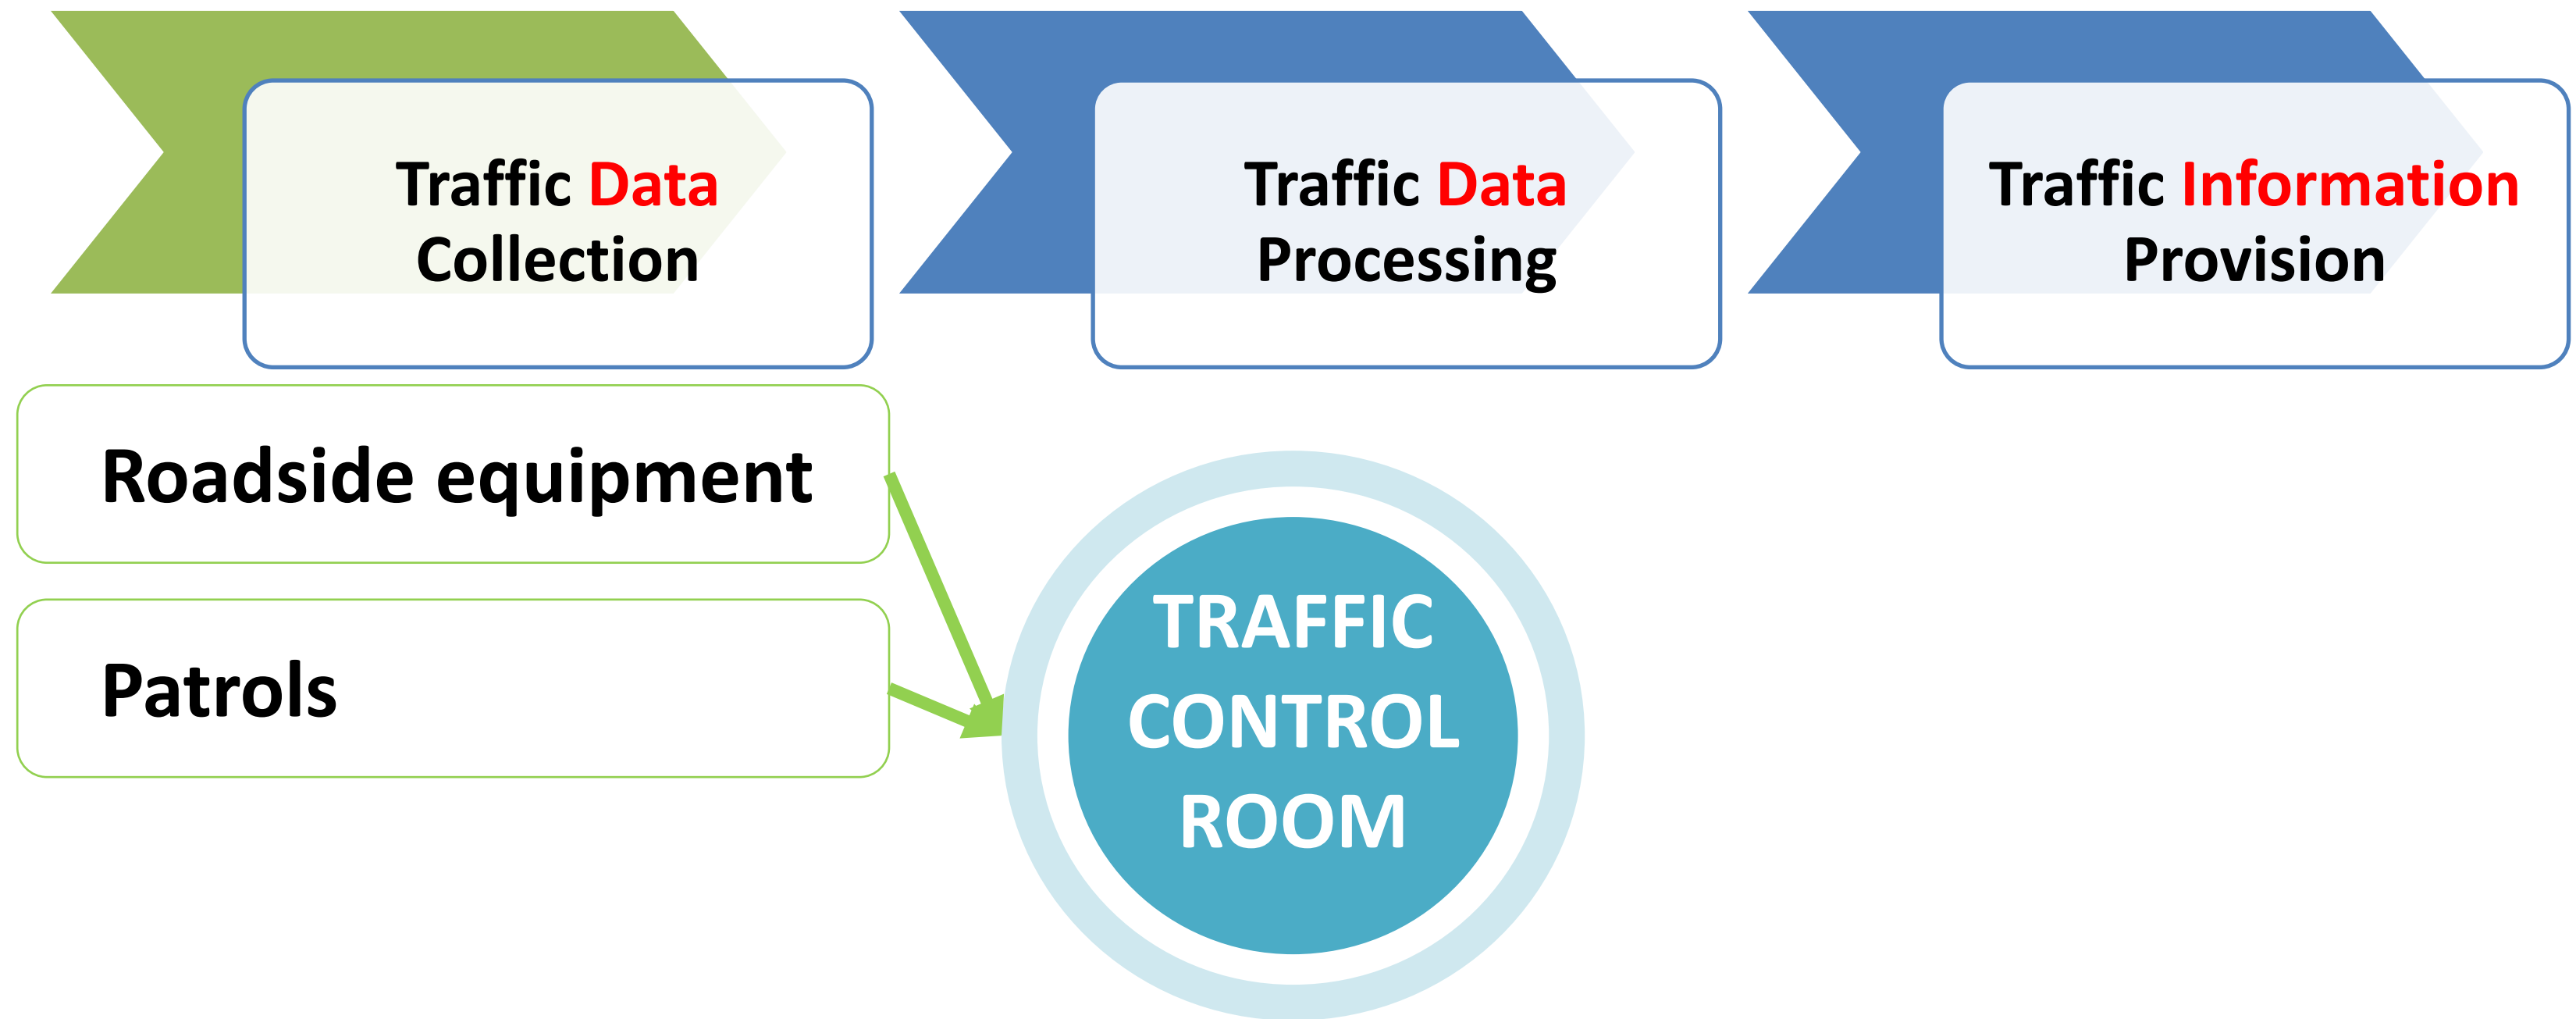 Traffic Data
Collection
Traffic Data
Processing
Traffic Information
Provision
Roadside equipment
Patrols
TRAFFIC
CONTROL
ROOM